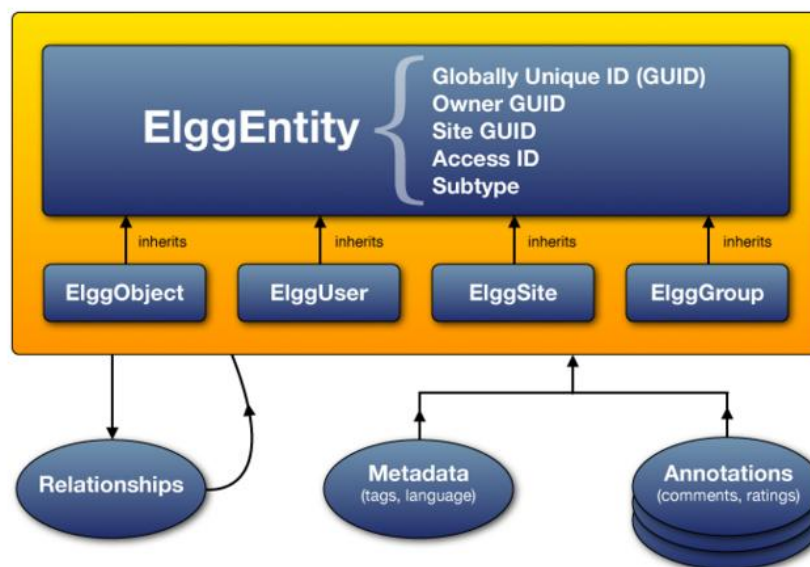 ElggEntity
Globally Unique ID (GUID)
Owner GUID
Site GUID
Access ID
Subtype
inherits
inherits
inherits
inherits
ElggObject
ElggUser
ElggSite
ElggGroup
Relationships
Metadada
(tags, language)
Annotations
(comments, ratings)